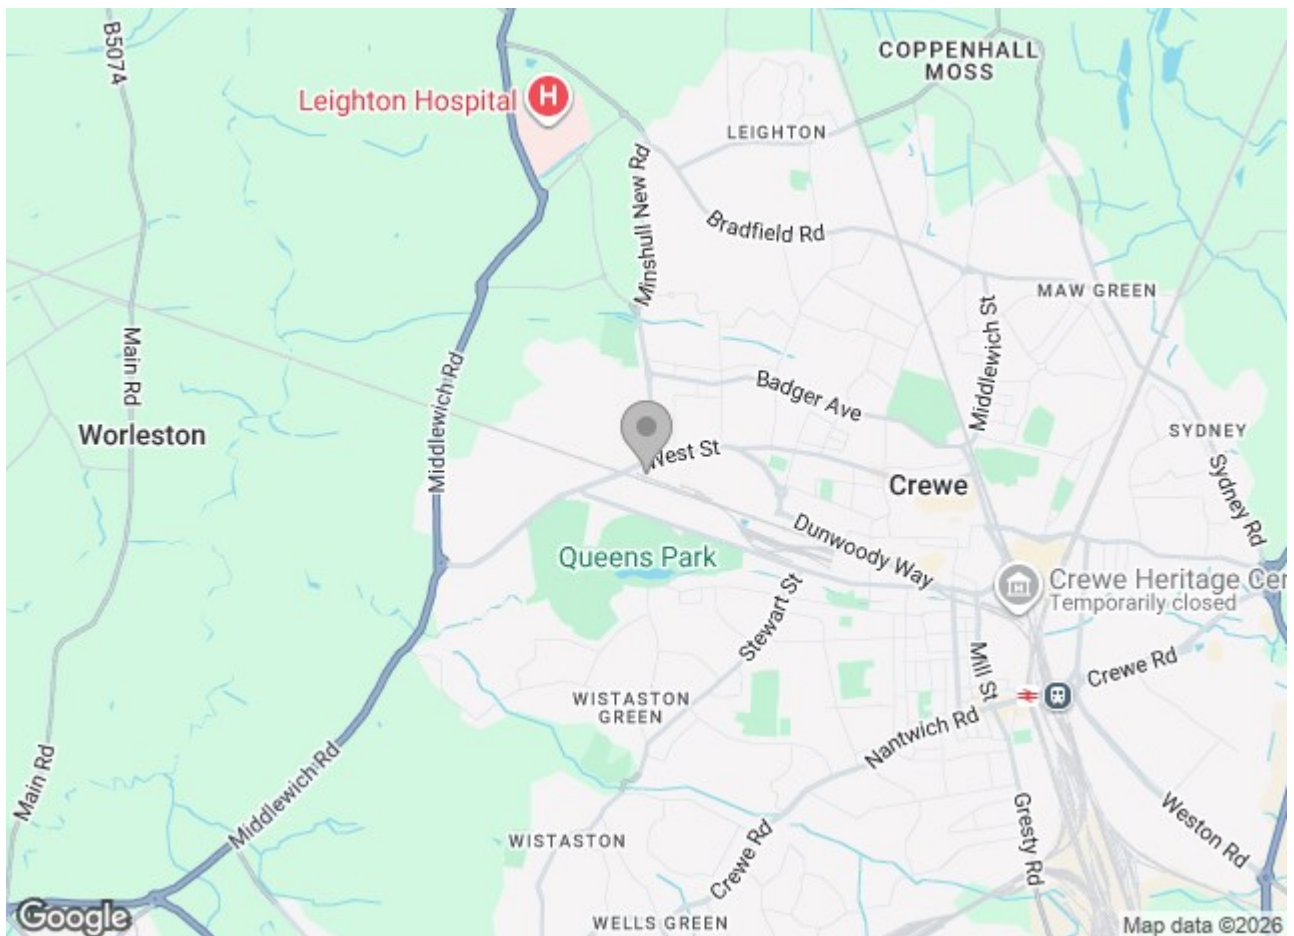 B5074
COPPENHALL
MOSS
Leighton Hospital
H
LEIGHTON
Minshull New Rd
Bradfield Rd
MAW GREEN
Middlewich St
Main Rd
Middlewich Rd
Badger Ave
Worleston
SYDNEY
West St
Crewe
Sydney Rd
Dunwoody Way
Queens Park
Crewe Heritage Cen
Temporarily closed
Stewart St
Mill St
Crewe Rd
WISTASTON
GREEN
Nantwich Rd
Main Rd
Middlewich Rd
Gresty Rd
Weston Rd
WISTASTON
Crewe Rd
WELLS GREEN
Google
Map data ©2026